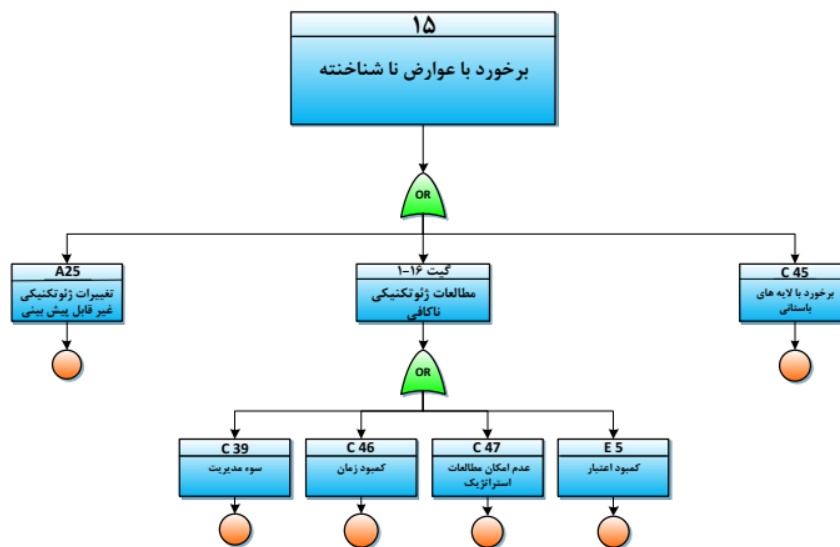 ۱۵
برخورد با عوارض نا شناخنته
OR
A25
تغییرات ژئوتکنیکی
غیر قابل پیش بینی
گیت ۱۶-۱
مطالعات ژئوتکنیکی
ناکافی
C 45
برخورد با لایه های
باستانی
OR
C 39
سوء مدیریت
C 46
کمبود زمان
C 47
عدم امکان مطالعات
استراتژیک
E 5
کمبود اعتبار